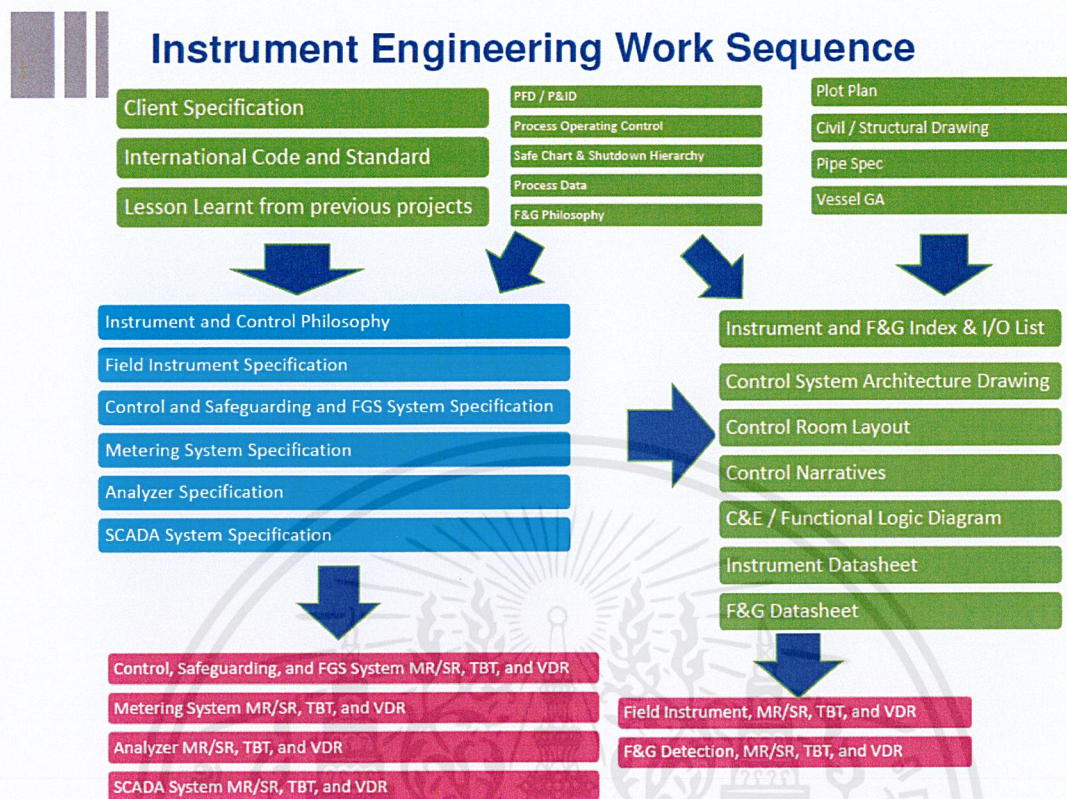 Instrument Engineering Work Sequence
Client Specification
International Code and Standard
Lesson Learnt from previous projects
PFD / P&ID
Process Operating Control
Safe Chart & Shutdown Hierarchy
Process Data
F&G Philosophy
Plot Plan
Civil / Structural Drawing
Pipe Spec
Vessel GA
Instrument and Control Philosophy
Field Instrument Specification
Control and Safeguarding and FGS System Specification
Metering System Specification
Analyzer Specification
SCADA System Specification
Instrument and F&G Index & I/O List
Control System Architecture Drawing
Control Room Layout
Control Narratives
C&E / Functional Logic Diagram
Instrument Datasheet
F&G Datasheet
Control, Safeguarding, and FGS System MR/SR, TBT, and VDR
Metering System MR/SR, TBT, and VDR
Analyzer MR/SR, TBT, and VDR
SCADA System MR/SR, TBT, and VDR
Field Instrument, MR/SR, TBT, and VDR
F&G Detection, MR/SR, TBT, and VDR